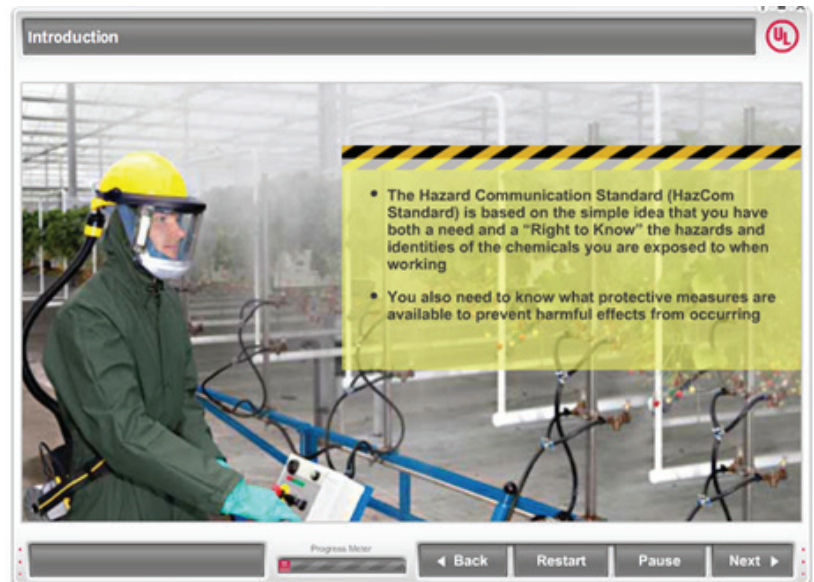 Introduction
UL
• The Hazard Communication Standard (HazCom
Standard) is based on the simple idea that you have
both a need and a “Right to Know” the hazards and
identities of the chemicals you are exposed to when
working
• You also need to know what protective measures are
available to prevent harmful effects from occurring
Progress Meter
Back
Restart
Pause
Next